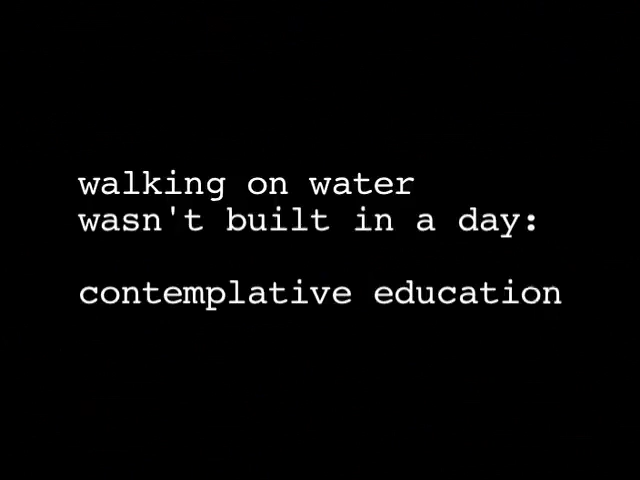 walking on water
wasn't built in a day:
contemplative education